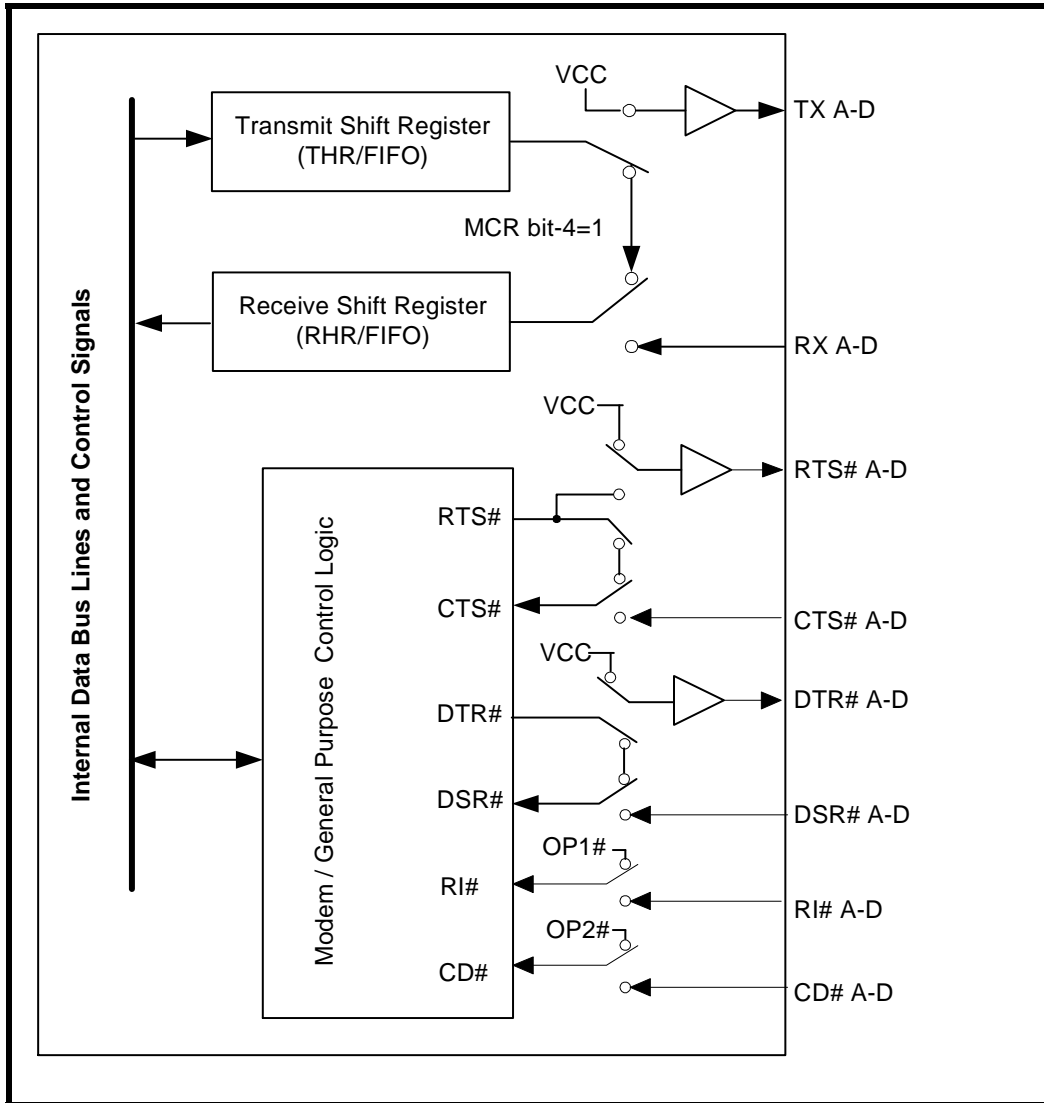 VCC
TX A-D
Transmit Shift Register
(THR/FIFO)
MCR bit-4=1
Receive Shift Register
(RHR/FIFO)
RX A-D
Internal Data Bus Lines and Control Signals
VCC
RTS# A-D
Modem / General Purpose Control Logic
RTS#
CTS#
CTS# A-D
VCC
DTR#
DTR# A-D
DSR#
DSR# A-D
OP1#
RI#
RI# A-D
OP2#
CD#
CD# A-D